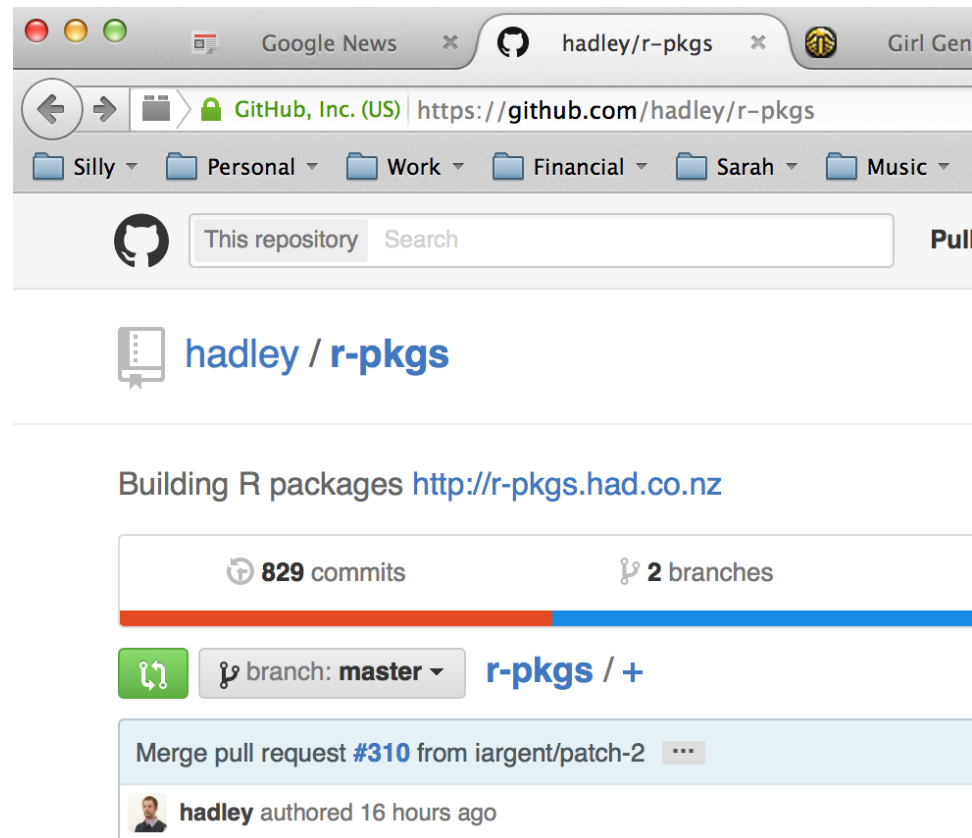 Google News hadley/r-pkgs Girl Gen
GitHub, Inc. (US) https://github.com/hadley/r-pkgs
Silly Personal Work Financial Sarah Music
This repository Search Pull
hadley / r-pkgs
Building R packages http://r-pkgs.had.co.nz
829 commits 2 branches
branch: master r-pkgs / +
Merge pull request #310 from iargent/patch-2 ...
hadley authored 16 hours ago